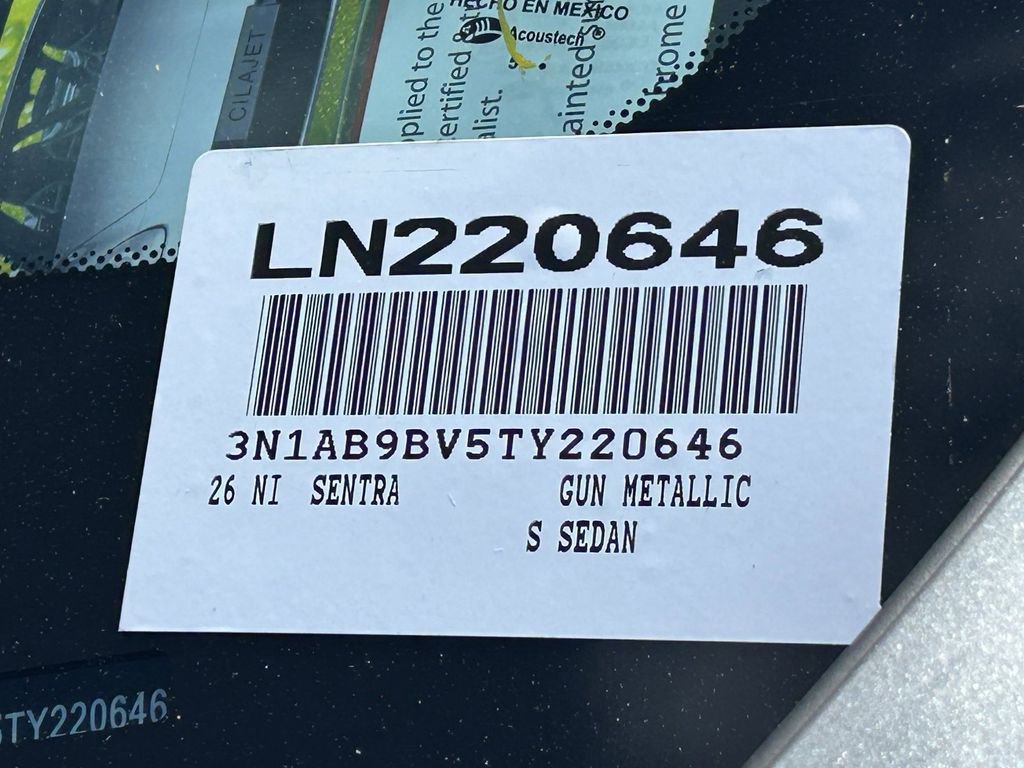 CILAJET
HECHO EN MEXICO
Acoustech ®
plied to the
ertified
alist.
ainted
LN220646
3N1AB9BV5TY220646
26 NI SENTRA GUN METALLIC
S SEDAN
TY220646